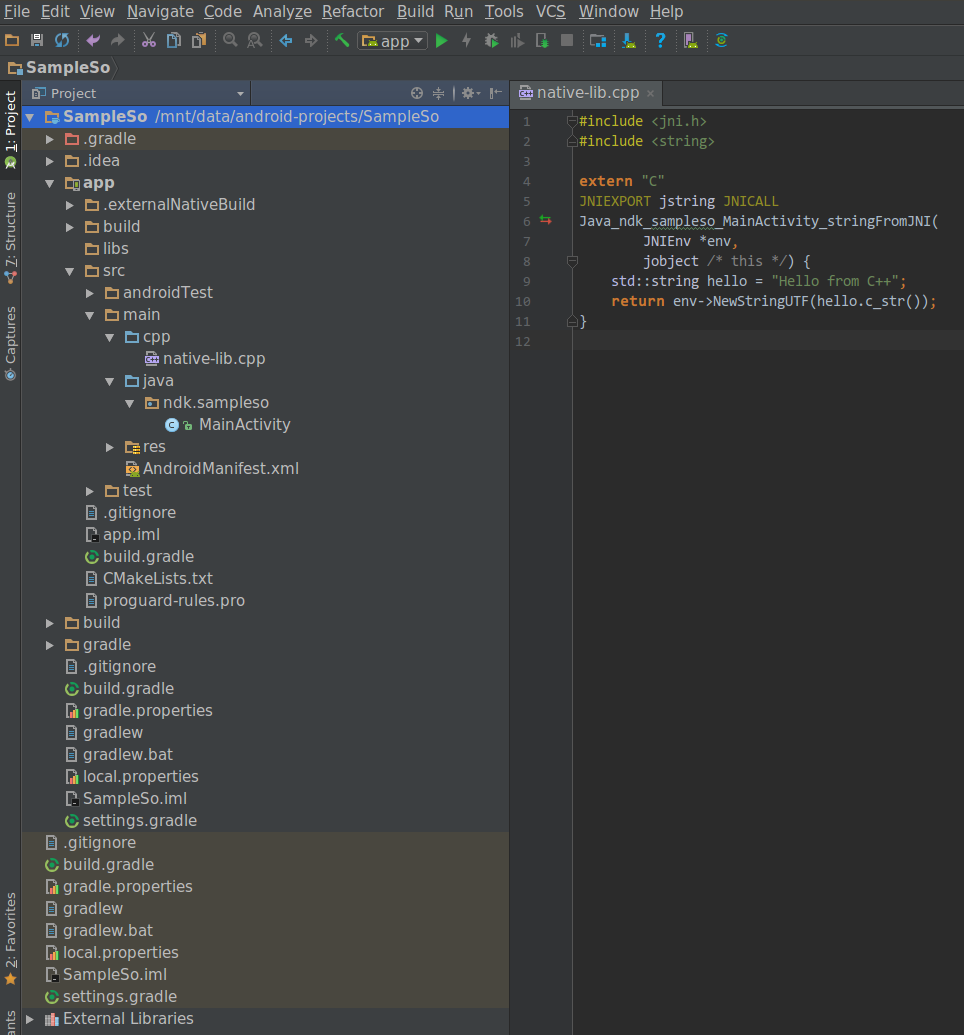 File Edit View Navigate Code Analyze Refactor Build Run Tools VCS Window Help
app
SampleSo
1: Project
7: Structure
Captures
2: Favorites
Project
SampleSo /mnt/data/android-projects/SampleSo
.gradle
.idea
app
.externalNativeBuild
build
libs
src
androidTest
main
cpp
native-lib.cpp
java
ndk.sampleso
MainActivity
res
AndroidManifest.xml
test
.gitignore
app.iml
build.gradle
CMakeLists.txt
proguard-rules.pro
build
gradle
.gitignore
build.gradle
gradle.properties
gradlew
gradlew.bat
local.properties
SampleSo.iml
settings.gradle
.gitignore
build.gradle
gradle.properties
gradlew
gradlew.bat
local.properties
SampleSo.iml
settings.gradle
External Libraries
native-lib.cpp
1 #include <jni.h>
2 #include <string>
3
4 extern "C"
5 JNIEXPORT jstring JNICALL
6 Java_ndk_sampleso_MainActivity_stringFromJNI(
7 JNIEnv *env,
8 jobject /* this */) {
9 std::string hello = "Hello from C++";
10 return env->NewStringUTF(hello.c_str());
11 }
12